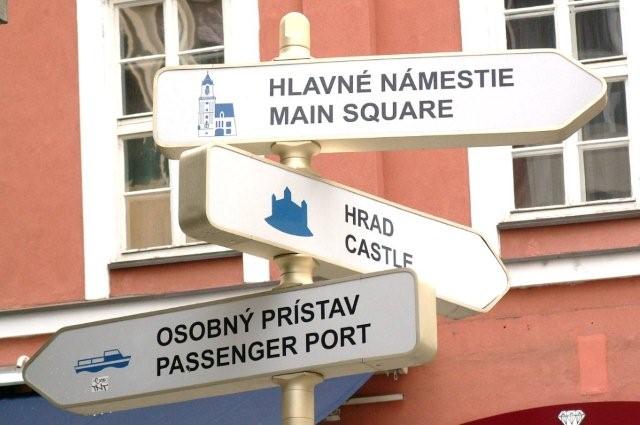 HLAVNÉ NÁMESTIE
MAIN SQUARE
HRAD
CASTLE
OSOBNÝ PRÍSTAV
PASSENGER PORT